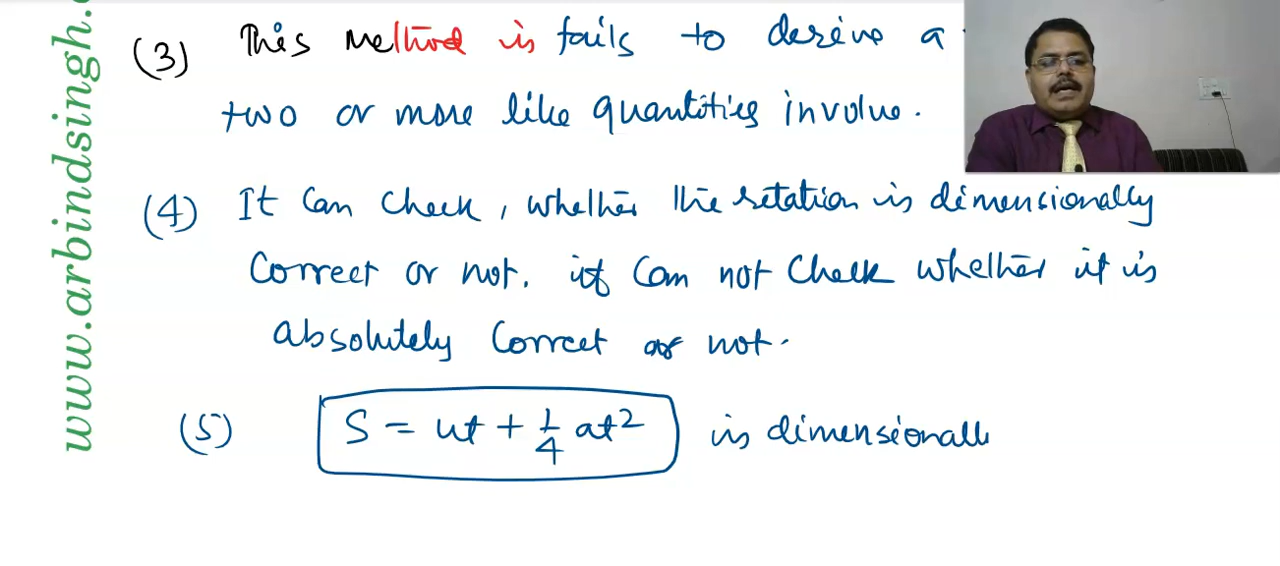 www.arbindsingh.c
(3) This Method is fails to derive a
two or more like quantities involve.
(4) It can check, whether the retation is dimensionally
correct or not. it can not check whether it is
absolutely correct or not.
(5) S = ut + 1/4 at² is dimensionall